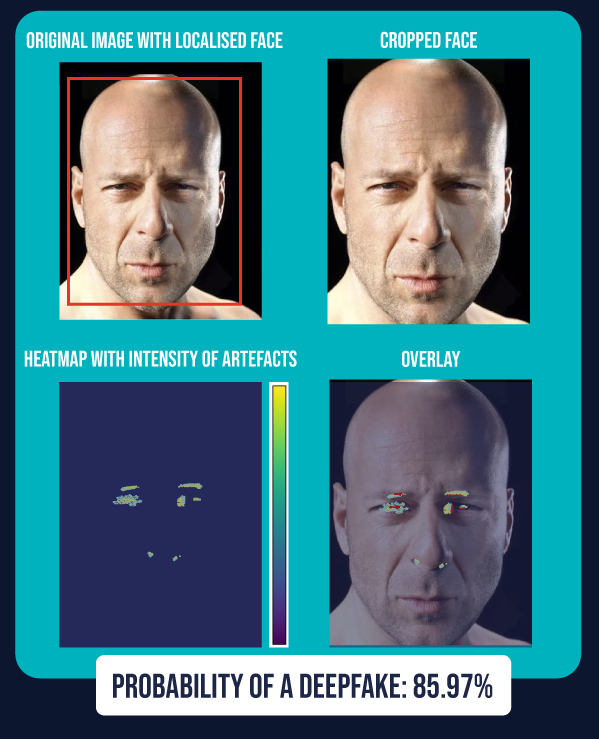 ORIGINAL IMAGE WITH LOCALISED FACE
CROPPED FACE
HEATMAP WITH INTENSITY OF ARTEFACTS
OVERLAY
PROBABILITY OF A DEEPFAKE: 85.97%